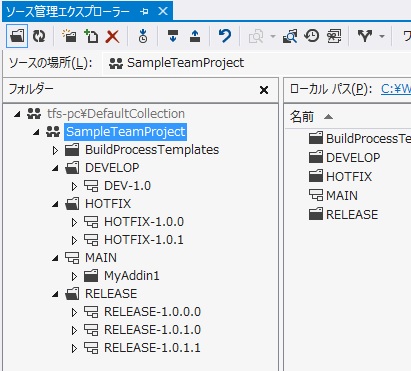 ソース管理エクスプローラー
ワ
ソースの場所(L): SampleTeamProject
フォルダー
tfs-pc¥DefaultCollection
SampleTeamProject
BuildProcessTemplates
DEVELOP
DEV-1.0
HOTFIX
HOTFIX-1.0.0
HOTFIX-1.0.1
MAIN
MyAddin1
RELEASE
RELEASE-1.0.0.0
RELEASE-1.0.1.0
RELEASE-1.0.1.1
ローカル パス(P): C:¥W
名前
BuildProcessTemp
DEVELOP
HOTFIX
MAIN
RELEASE